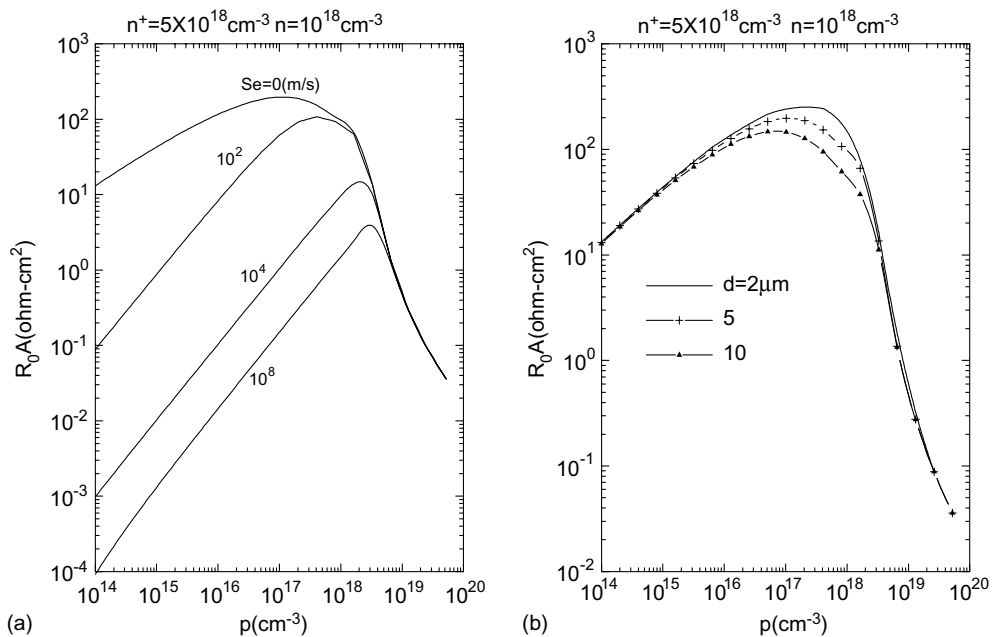 n⁺=5X10¹⁸cm⁻³ n=10¹⁸cm⁻³
10³
10²
10¹
10⁰
10⁻¹
10⁻²
10⁻³
10⁻⁴
R₀A(ohm-cm²)
Se=0(m/s)
10²
10⁴
10⁸
10¹⁴ 10¹⁵ 10¹⁶ 10¹⁷ 10¹⁸ 10¹⁹ 10²⁰
(a)
p(cm⁻³)
n⁺=5X10¹⁸cm⁻³ n=10¹⁸cm⁻³
10³
10²
10¹
10⁰
10⁻¹
10⁻²
R₀A(ohm-cm²)
d=2μm
5
10
10¹⁴ 10¹⁵ 10¹⁶ 10¹⁷ 10¹⁸ 10¹⁹ 10²⁰
(b)
p(cm⁻³)